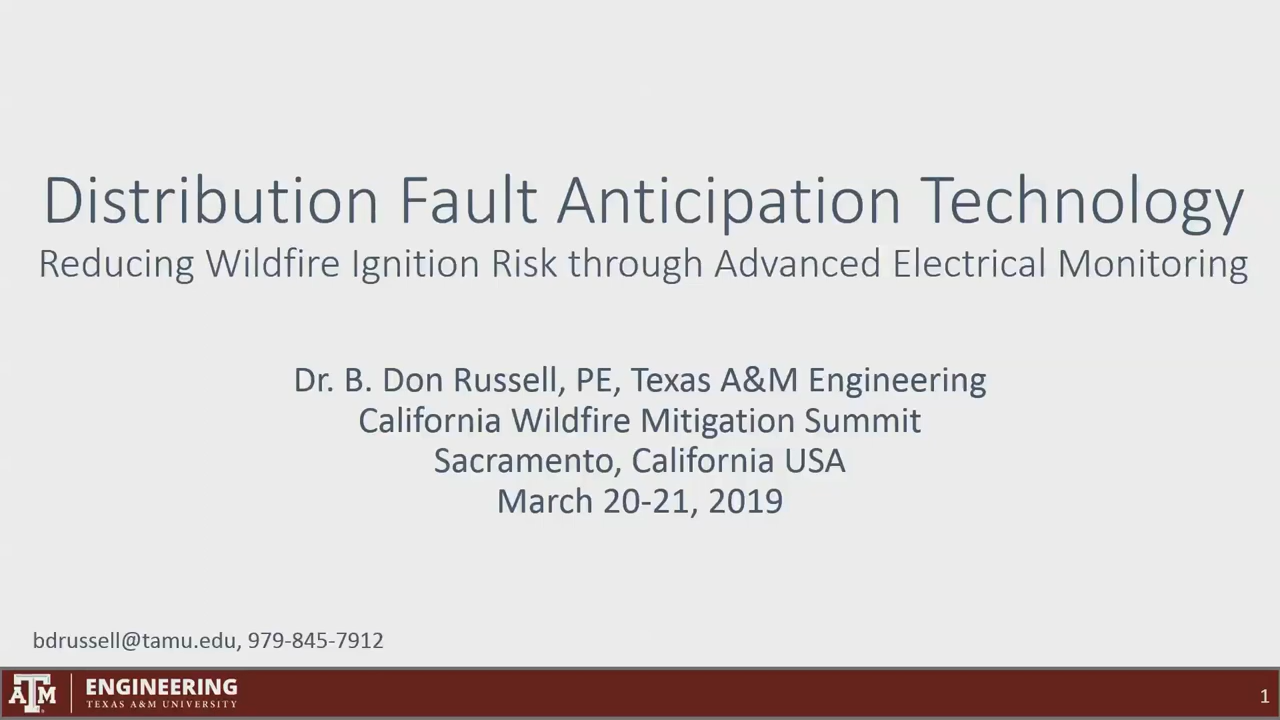 Distribution Fault Anticipation Technology
Reducing Wildfire Ignition Risk through Advanced Electrical Monitoring
Dr. B. Don Russell, PE, Texas A&M Engineering
California Wildfire Mitigation Summit
Sacramento, California USA
March 20-21, 2019
bdrussell@tamu.edu, 979-845-7912
ATM
ENGINEERING
TEXAS A&M UNIVERSITY
1